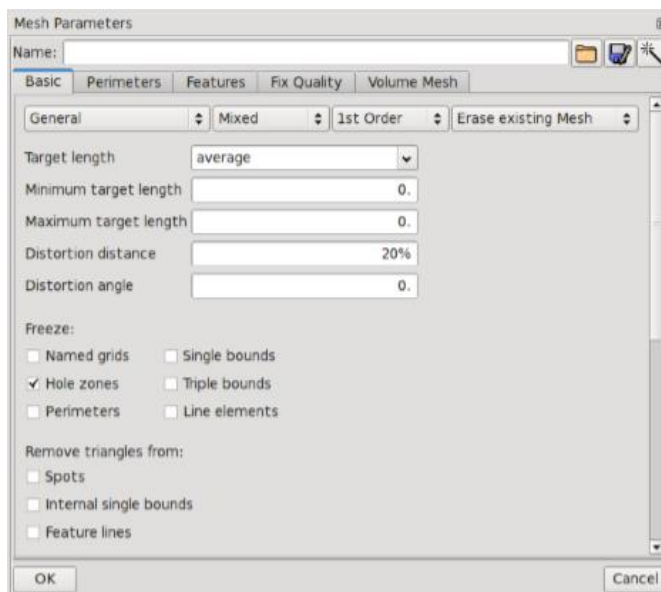 Mesh Parameters
Name:
Basic Perimeters Features Fix Quality Volume Mesh
General Mixed 1st Order Erase existing Mesh
Target length average
Minimum target length 0.
Maximum target length 0.
Distortion distance 20%
Distortion angle 0.
Freeze:
Named grids Single bounds
Hole zones Triple bounds
Perimeters Line elements
Remove triangles from:
Spots
Internal single bounds
Feature lines
OK Cancel